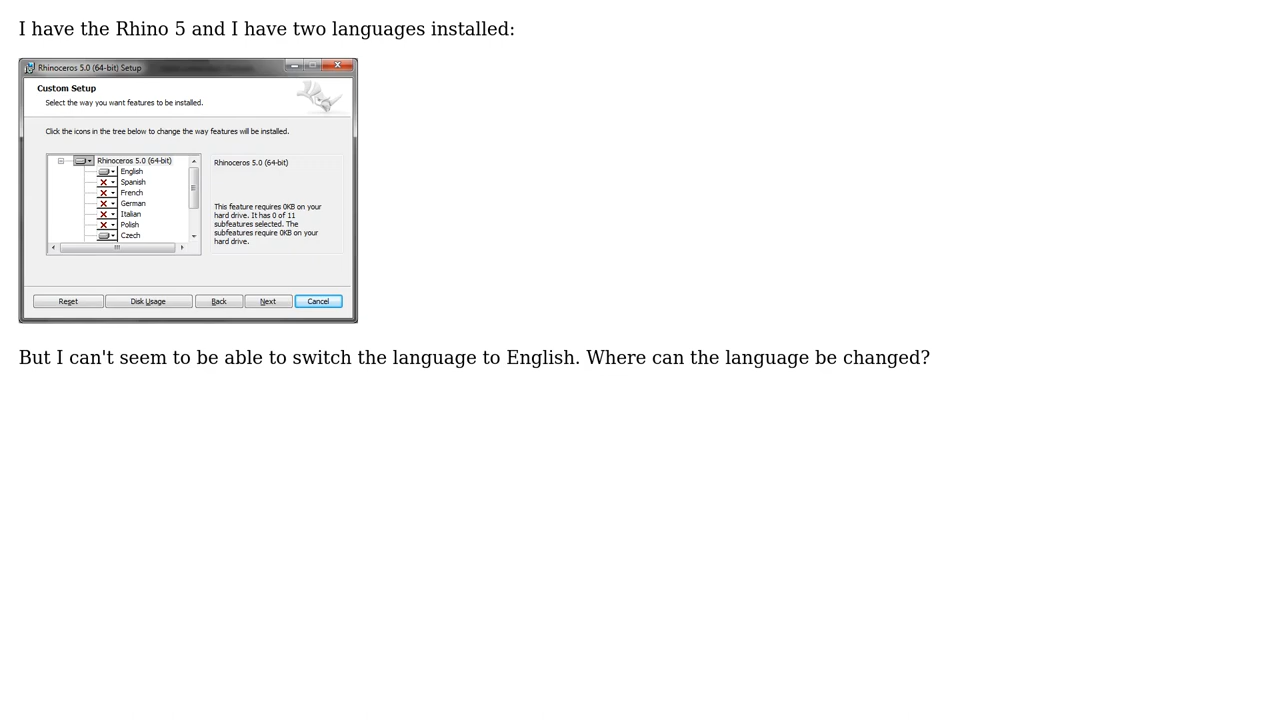 I have the Rhino 5 and I have two languages installed:
Rhinoceros 5.0 (64-bit) Setup
Custom Setup
Select the way you want features to be installed.
Click the icons in the tree below to change the way features will be installed.
Rhinoceros 5.0 (64-bit)
English
Spanish
French
German
Italian
Polish
Czech
Rhinoceros 5.0 (64-bit)
This feature requires 0KB on your
hard drive. It has 0 of 11
subfeatures selected. The
subfeatures require 0KB on your
hard drive.
Reset
Disk Usage
Back
Next
Cancel
But I can't seem to be able to switch the language to English. Where can the language be changed?